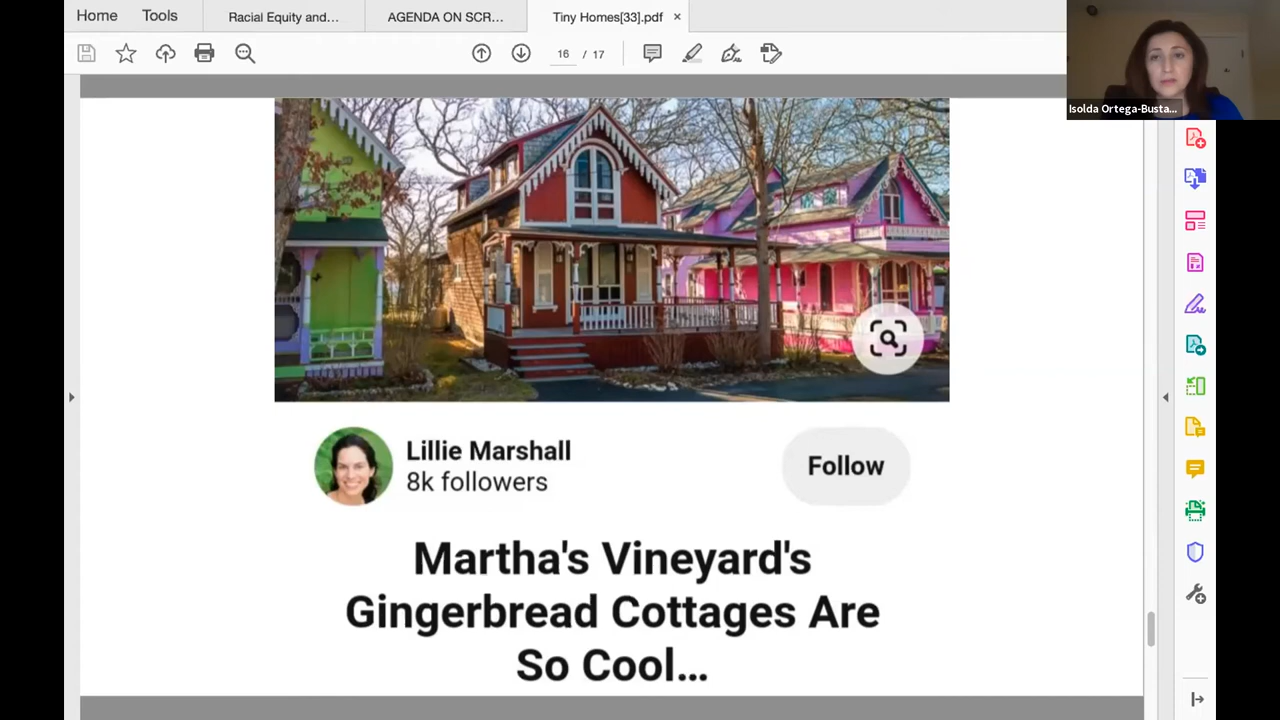 Home Tools Racial Equity and... AGENDA ON SCR... Tiny Homes[33].pdf ×
16 / 17
Isolda Ortega-Busta...
Lillie Marshall
8k followers
Follow
Martha's Vineyard's
Gingerbread Cottages Are
So Cool...